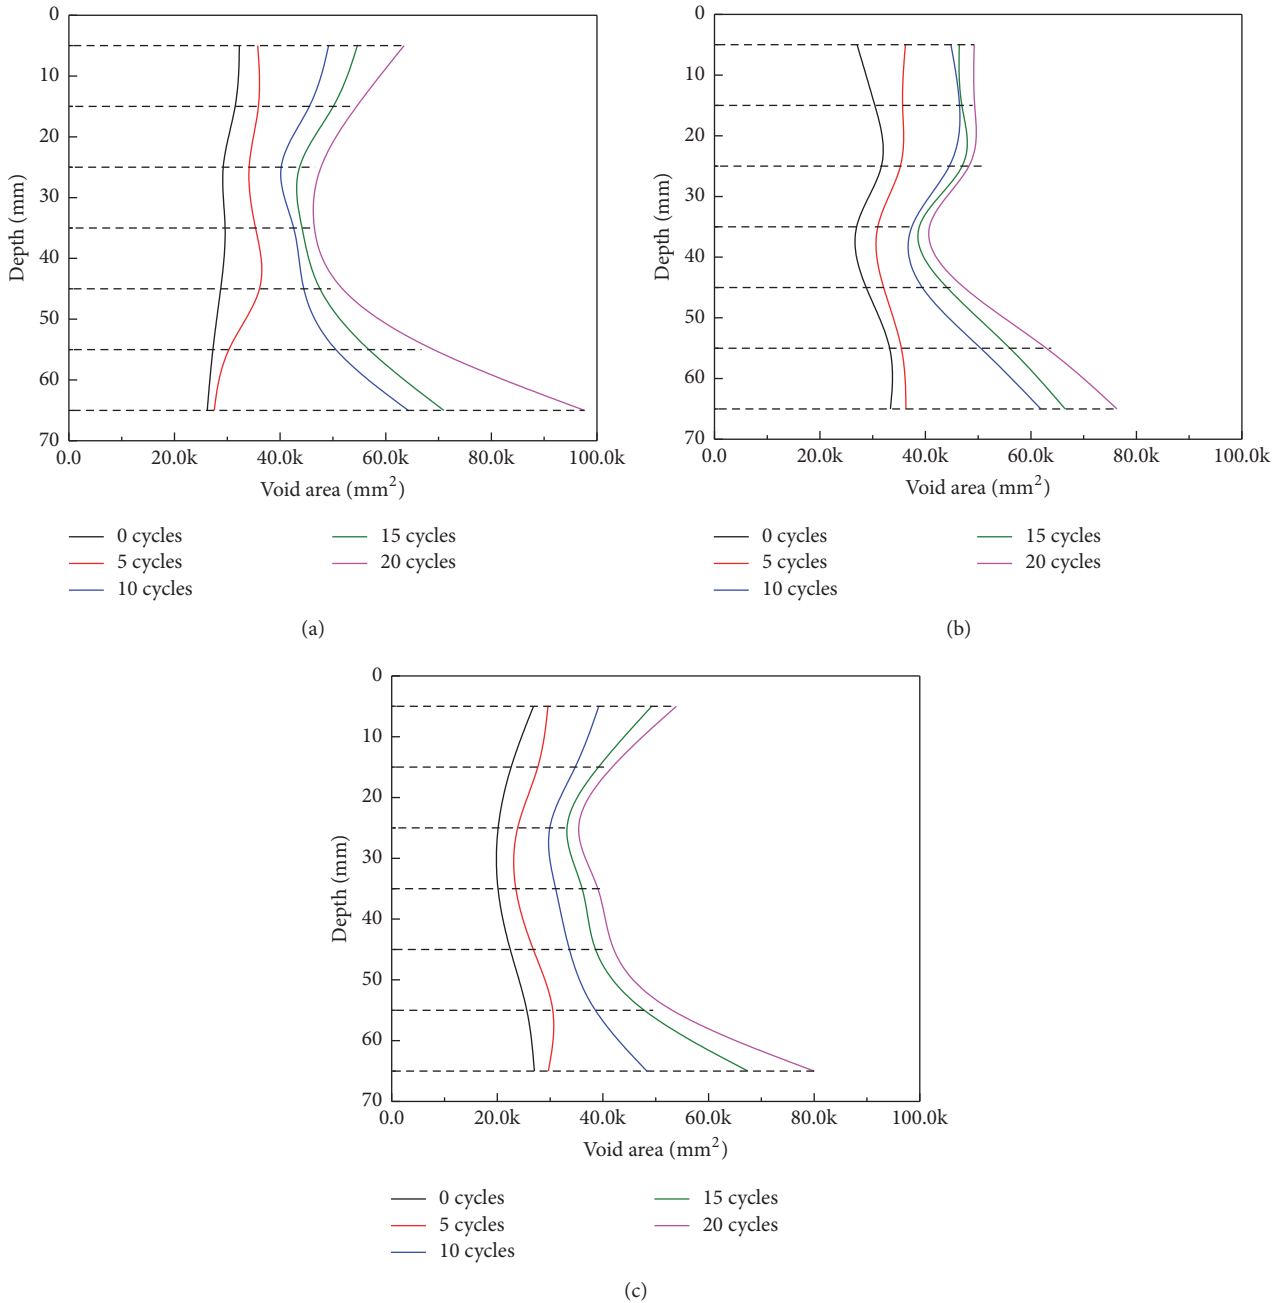 0
10
20
30
40
50
60
70
Depth (mm)
0.0 20.0k 40.0k 60.0k 80.0k 100.0k
Void area (mm²)
0 cycles 15 cycles
5 cycles 20 cycles
10 cycles
(a)
0
10
20
30
40
50
60
70
Depth (mm)
0.0 20.0k 40.0k 60.0k 80.0k 100.0k
Void area (mm²)
0 cycles 15 cycles
5 cycles 20 cycles
10 cycles
(b)
0
10
20
30
40
50
60
70
Depth (mm)
0.0 20.0k 40.0k 60.0k 80.0k 100.0k
Void area (mm²)
0 cycles 15 cycles
5 cycles 20 cycles
10 cycles
(c)